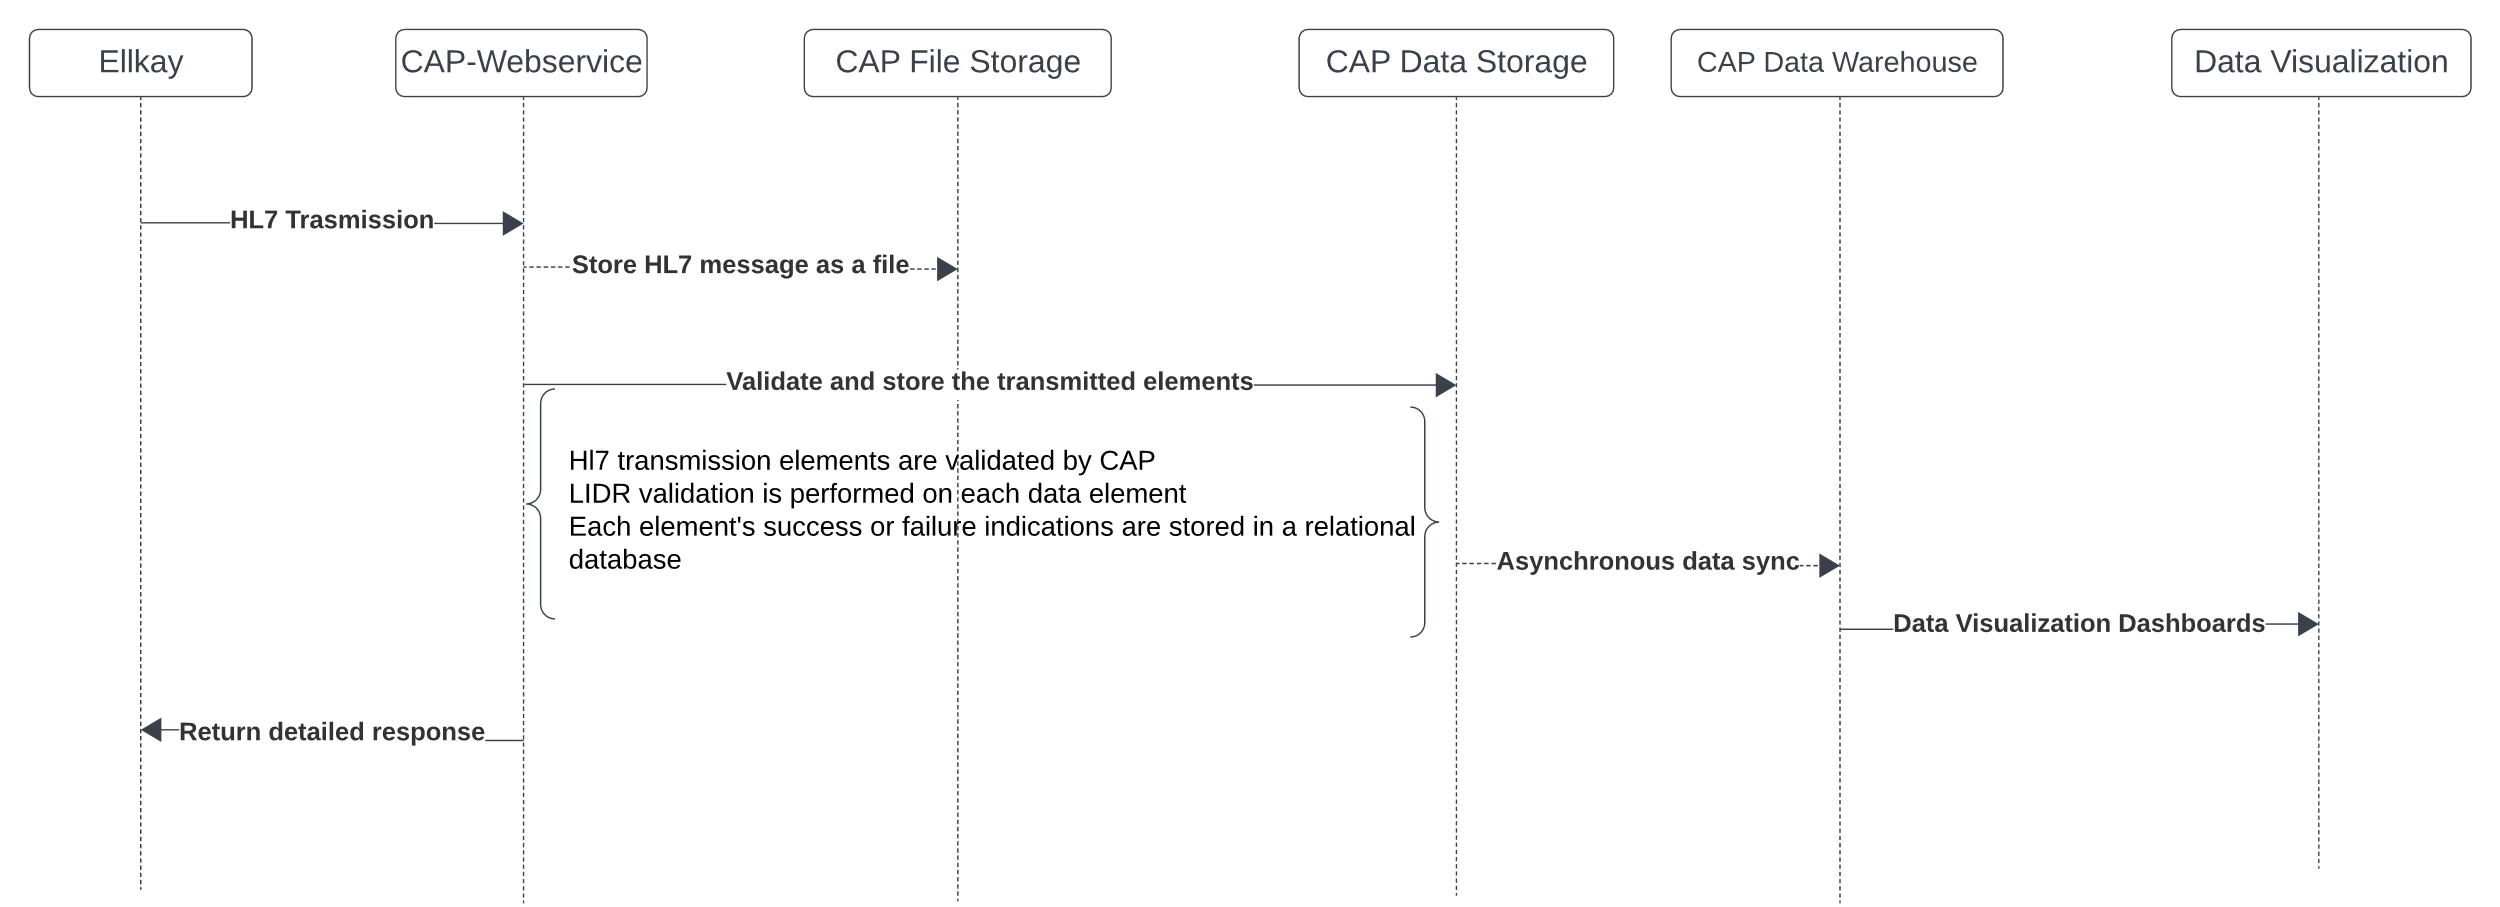 Ellkay
CAP-Webservice
CAP File Storage
CAP Data Storage
CAP Data Warehouse
Data Visualization
HL7 Trasmission
Store HL7 message as a file
Validate and store the transmitted elements
Hl7 transmission elements are validated by CAP
LIDR validation is performed on each data element
Each element's success or failure indications are stored in a relational
database
Asynchronous data sync
Data Visualization Dashboards
Return detailed response